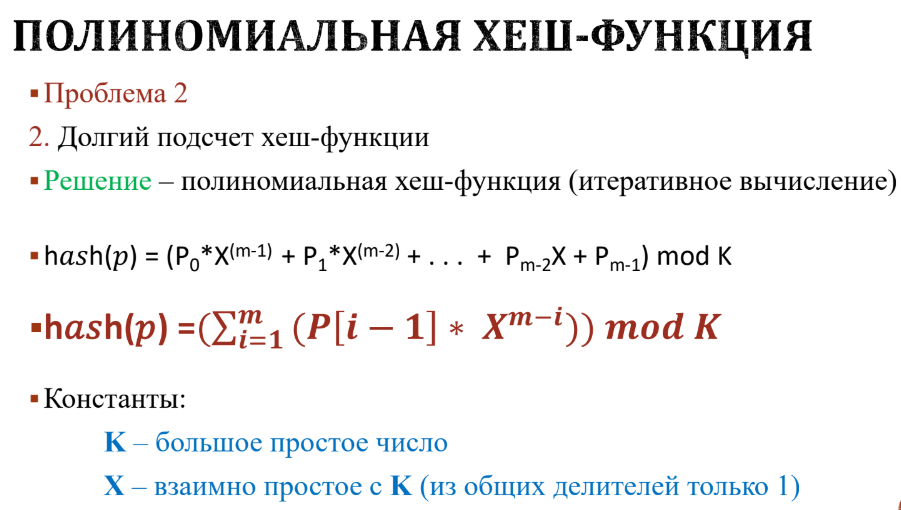 ПОЛИНОМИАЛЬНАЯ ХЕШ-ФУНКЦИЯ
▪Проблема 2
2. Долгий подсчет хеш-функции
▪Решение – полиномиальная хеш-функция (итеративное вычисление)
▪hash(p) = (P₀*X⁽ᵐ⁻¹⁾ + P₁*X⁽ᵐ⁻²⁾ + . . . + Pₘ₋₂X + Pₘ₋₁) mod K
▪hash(p) =(∑ᵢ₌₁ᵐ (P[i − 1] ∗ Xᵐ⁻ⁱ)) mod K
▪Константы:
K – большое простое число
X – взаимно простое с K (из общих делителей только 1)